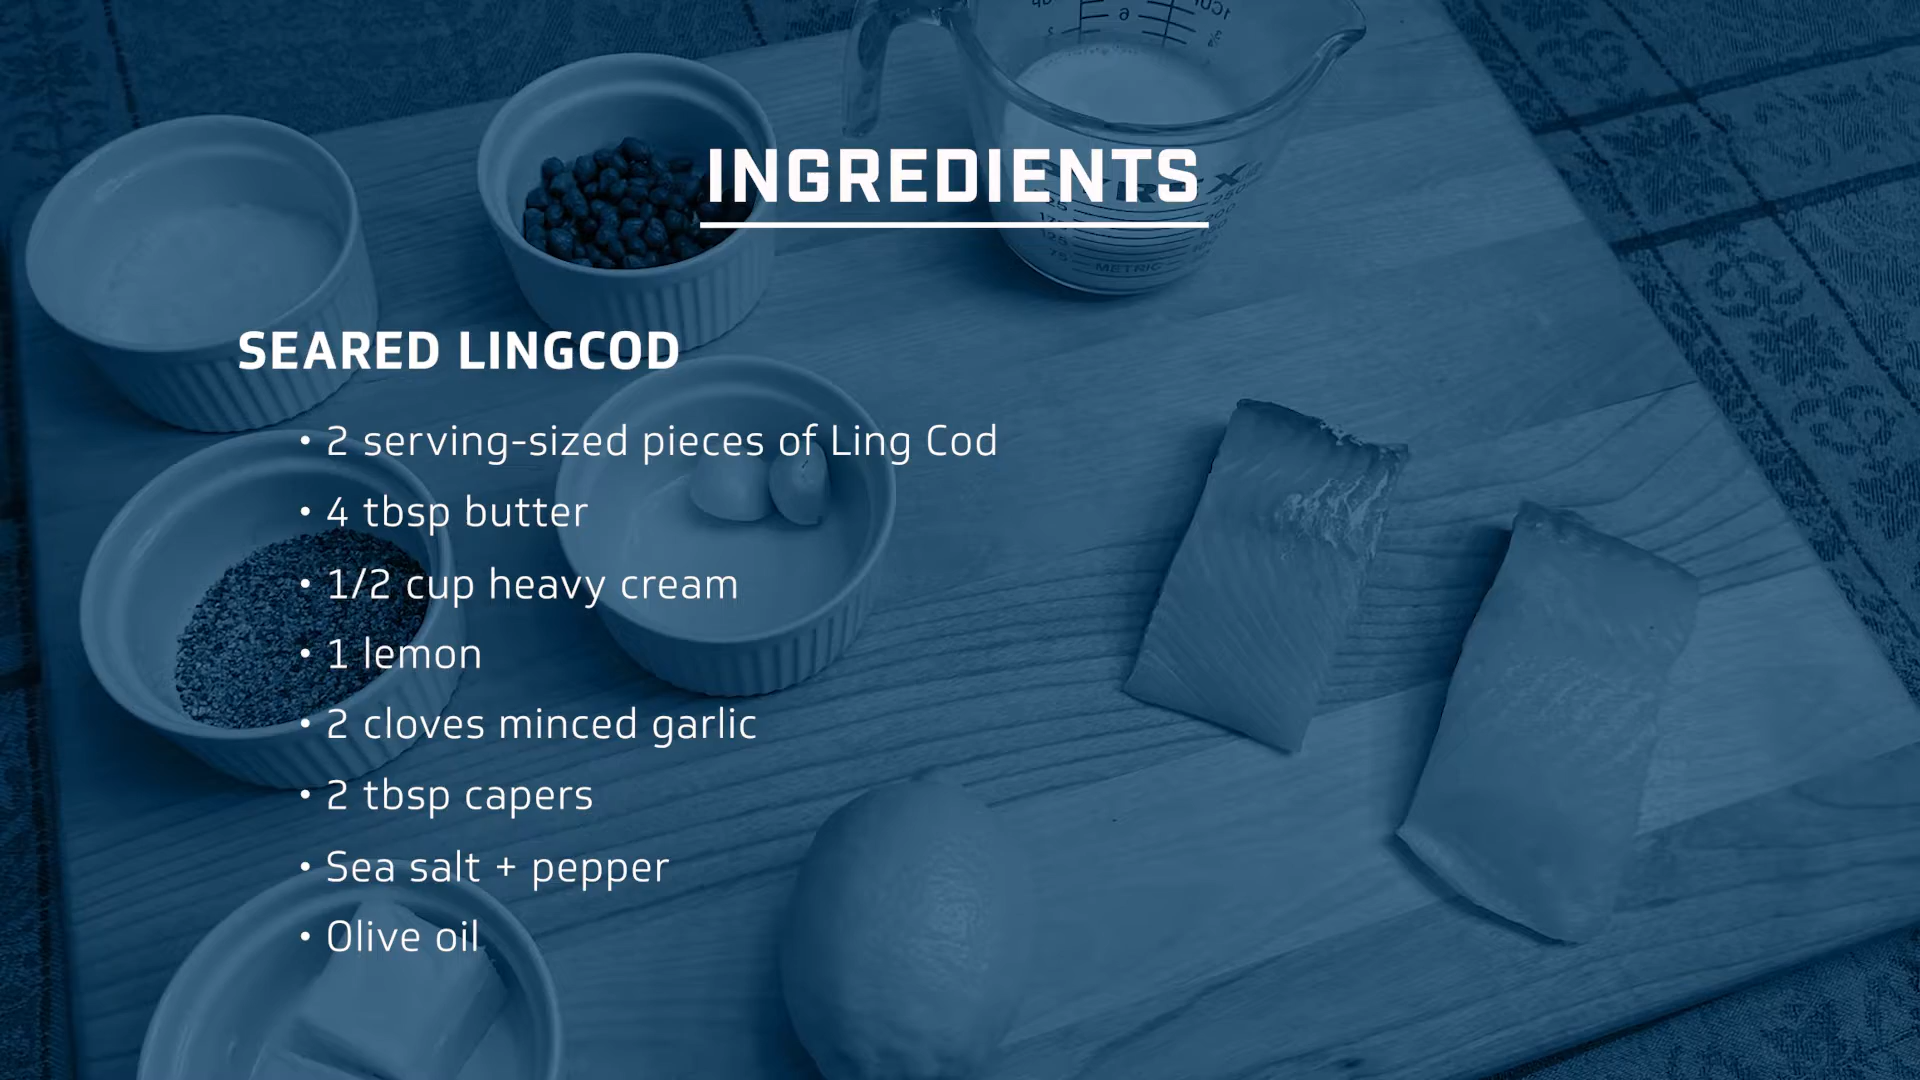 INGREDIENTS
SEARED LINGCOD
• 2 serving-sized pieces of Ling Cod
• 4 tbsp butter
• 1/2 cup heavy cream
• 1 lemon
• 2 cloves minced garlic
• 2 tbsp capers
• Sea salt + pepper
• Olive oil
METRIC